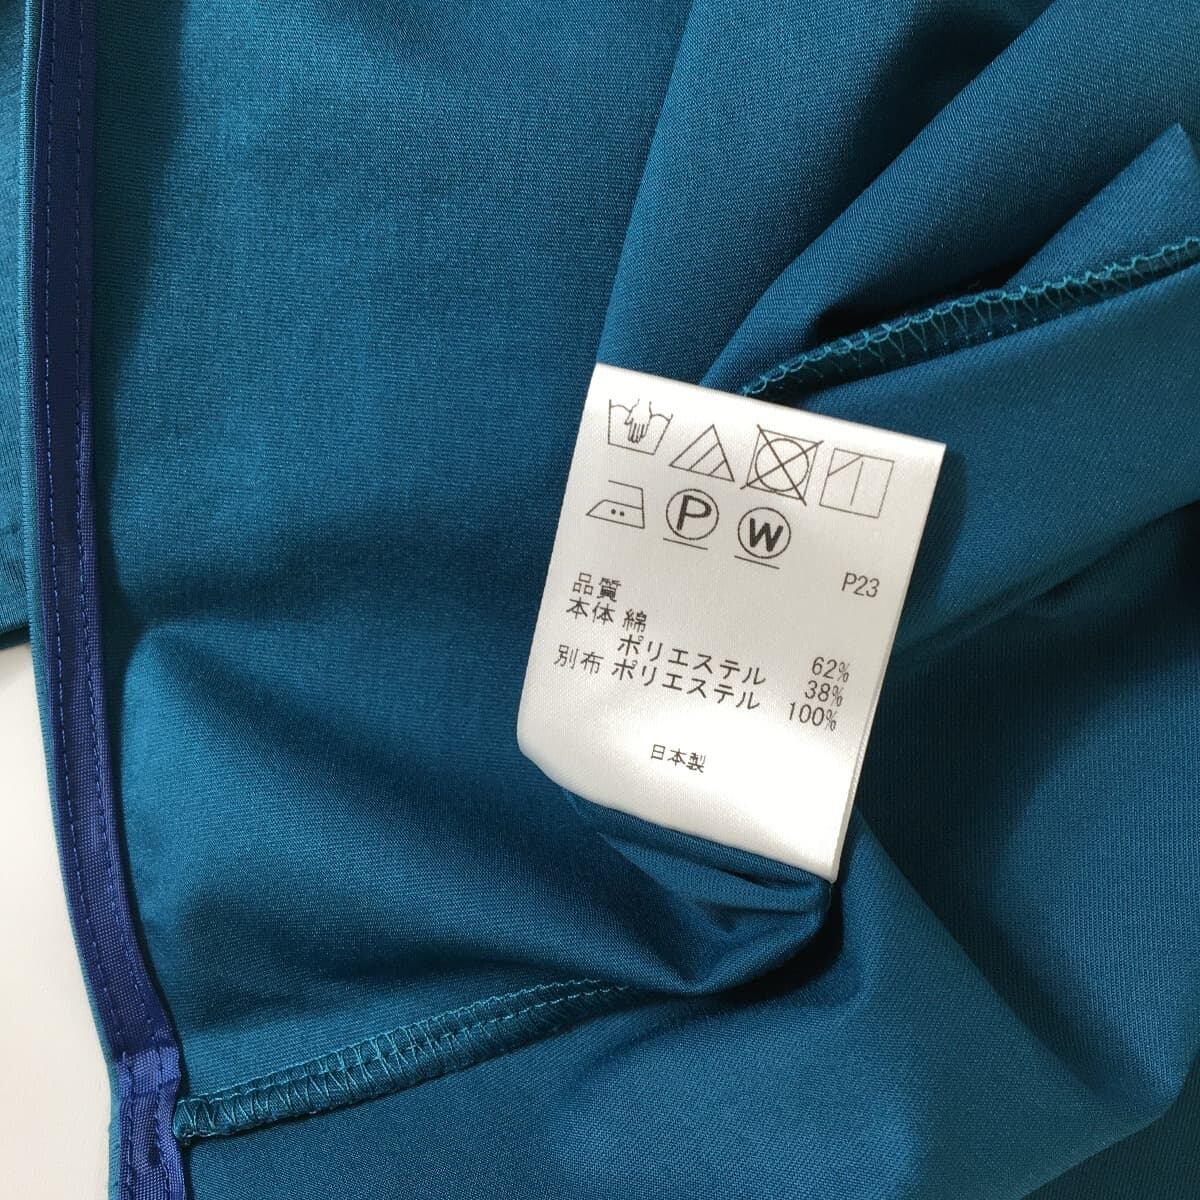 P W
P23
品質
本体 綿 62%
ポリエステル 38%
別布 ポリエステル 100%
日本製